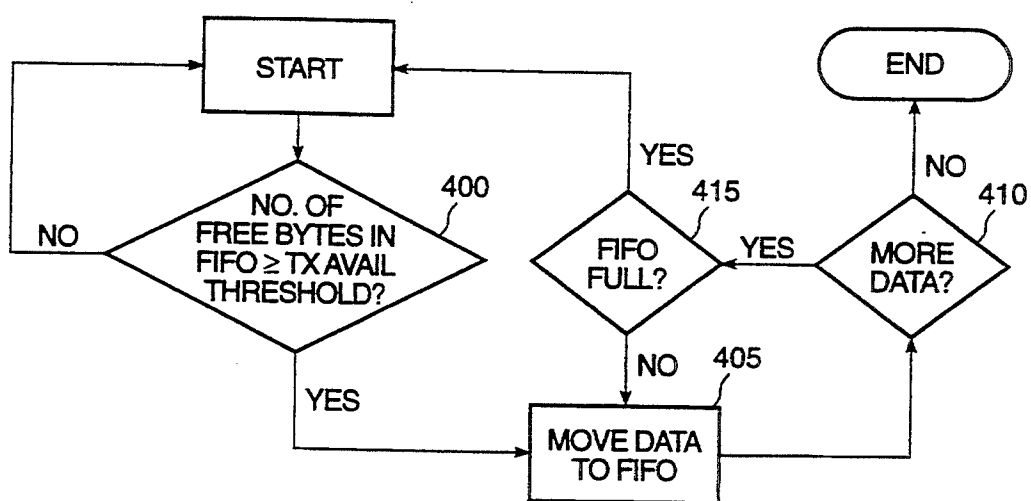 START
END
NO. OF
FREE BYTES IN
FIFO ≥ TX AVAIL
THRESHOLD?
400
NO
YES
YES
415
FIFO
FULL?
YES
NO
410
MORE
DATA?
NO
405
MOVE DATA
TO FIFO